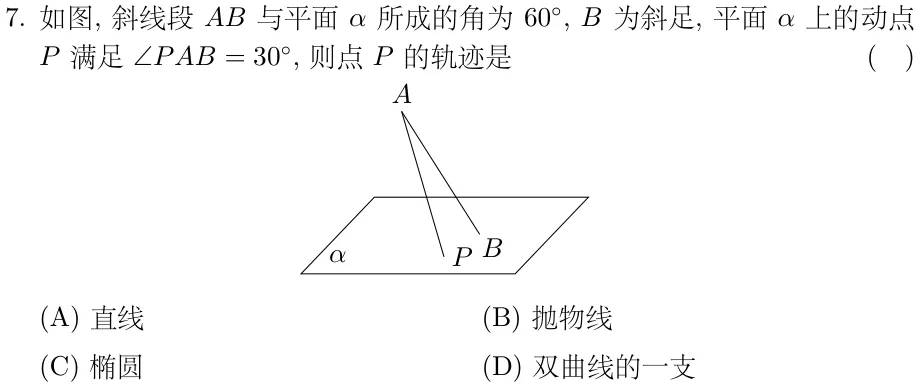 7. 如图, 斜线段 AB 与平面 α 所成的角为 60°, B 为斜足, 平面 α 上的动点
P 满足 ∠PAB = 30°, 则点 P 的轨迹是 ( )
A
α
P
B
(A) 直线 (B) 抛物线
(C) 椭圆 (D) 双曲线的一支